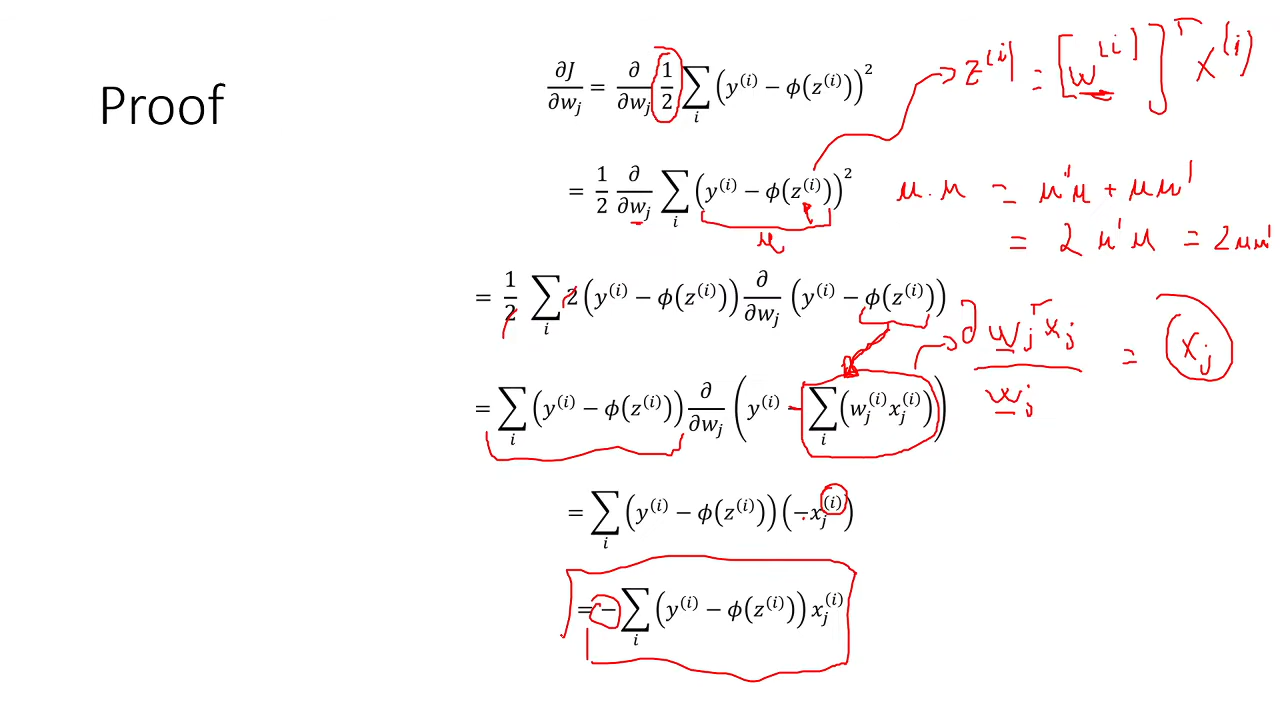 Proof
∂J/∂w_j = ∂/∂w_j 1/2 ∑_i (y^(i) − ϕ(z^(i)))^2
z^(i) = [w^(i)]^T x^(i)
= 1/2 ∂/∂w_j ∑_i (y^(i) − ϕ(z^(i)))^2
u
u.u = u'u + uu'
= 2 u'u = 2uu'
= 1/2 ∑_i 2(y^(i) − ϕ(z^(i))) ∂/∂w_j (y^(i) − ϕ(z^(i)))
∂ w_j^T x_j / w_j = x_j
= ∑_i (y^(i) − ϕ(z^(i))) ∂/∂w_j (y^(i) − ∑_i (w_j^(i) x_j^(i)))
= ∑_i (y^(i) − ϕ(z^(i))) (−x_j^(i))
= − ∑_i (y^(i) − ϕ(z^(i))) x_j^(i)